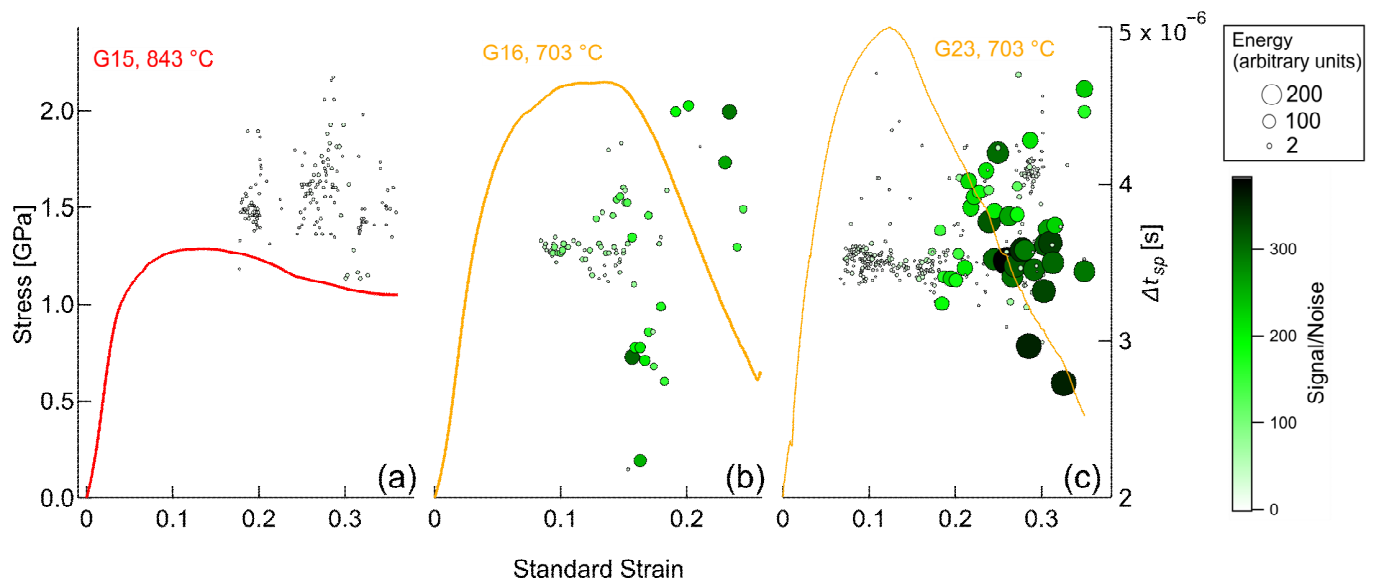 G15, 843 °C
G16, 703 °C
G23, 703 °C
5 x 10⁻⁶
Energy
(arbitrary units)
200
100
2
2.0
1.5
1.0
0.5
0.0
Stress [GPa]
4
3
2
Δt_sp [s]
300
200
100
0
Signal/Noise
(a)
(b)
(c)
0
0.1
0.2
0.3
0
0.1
0.2
0
0.1
0.2
0.3
Standard Strain